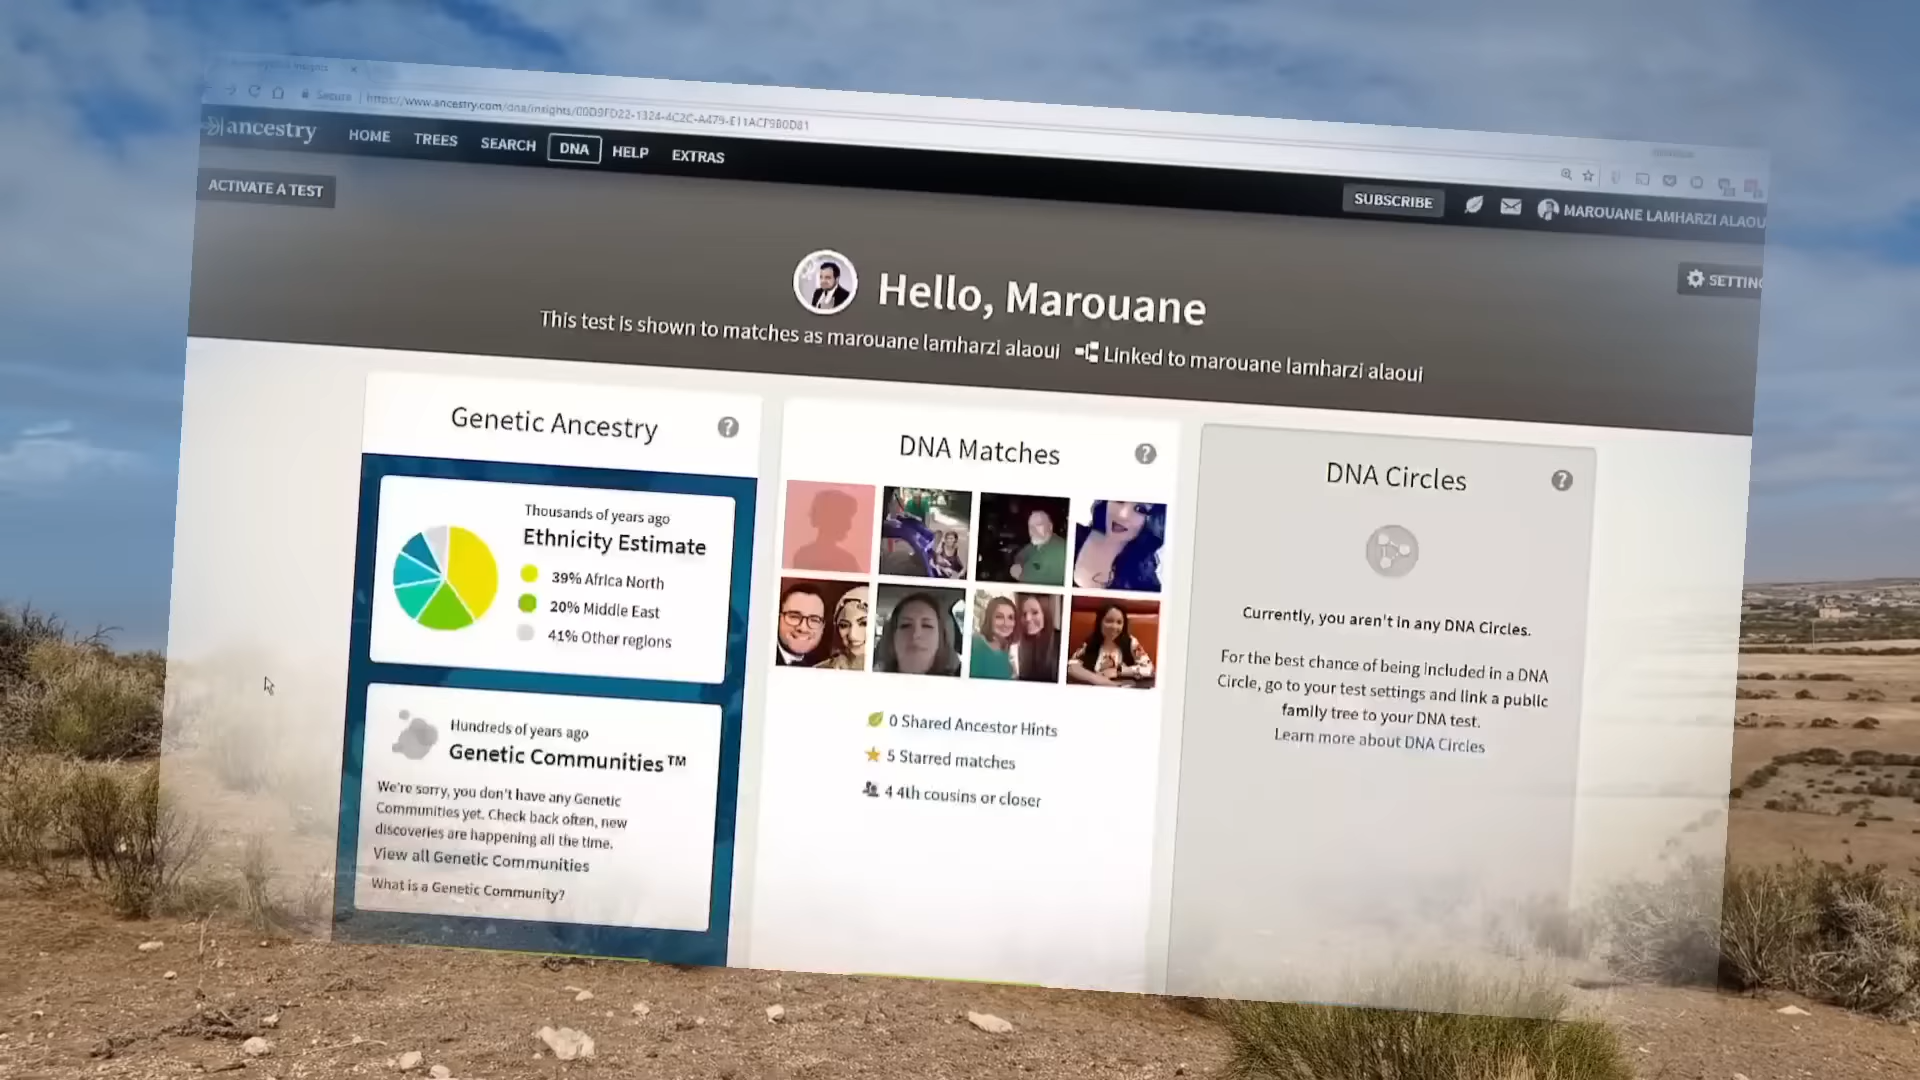 Secure https://www.ancestry.com/dna/insights/
ancestry HOME TREES SEARCH DNA HELP EXTRAS
SUBSCRIBE MAROUANE LAMHARZI ALAOU
ACTIVATE A TEST
SETTIN
Hello, Marouane
This test is shown to matches as marouane lamharzi alaoui Linked to marouane lamharzi alaoui
Genetic Ancestry ?
Thousands of years ago
Ethnicity Estimate
39% Africa North
20% Middle East
41% Other regions
Hundreds of years ago
Genetic Communities™
We're sorry, you don't have any Genetic
Communities yet. Check back often, new
discoveries are happening all the time.
View all Genetic Communities
What is a Genetic Community?
DNA Matches ?
0 Shared Ancestor Hints
5 Starred matches
4 4th cousins or closer
DNA Circles ?
Currently, you aren't in any DNA Circles.
For the best chance of being included in a DNA
Circle, go to your test settings and link a public
family tree to your DNA test.
Learn more about DNA Circles